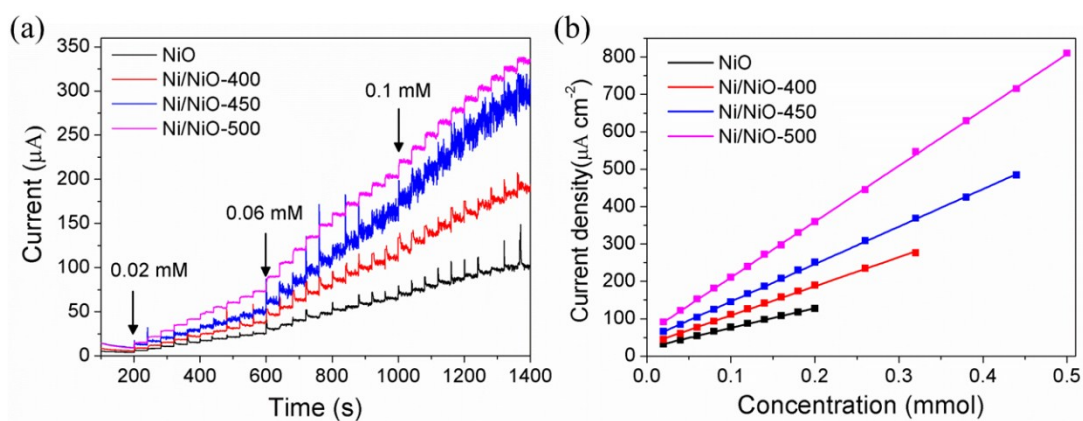 (a)
NiO
Ni/NiO-400
Ni/NiO-450
Ni/NiO-500
0.02 mM
0.06 mM
0.1 mM
350
300
250
200
150
100
50
0
Current (μA)
200 400 600 800 1000 1200 1400
Time (s)
(b)
NiO
Ni/NiO-400
Ni/NiO-450
Ni/NiO-500
800
700
600
500
400
300
200
100
0
Current density(μA cm⁻²)
0.0 0.1 0.2 0.3 0.4 0.5
Concentration (mmol)